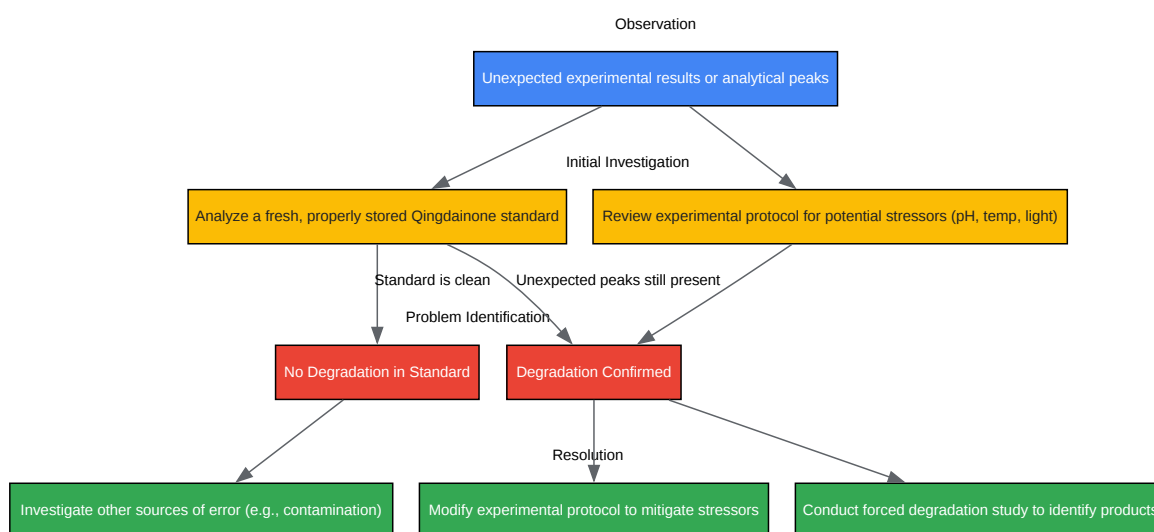 Observation
Unexpected experimental results or analytical peaks
Initial Investigation
Analyze a fresh, properly stored Qingdainone standard
Review experimental protocol for potential stressors (pH, temp, light)
Standard is clean
Unexpected peaks still present
Problem Identification
No Degradation in Standard
Degradation Confirmed
Resolution
Investigate other sources of error (e.g., contamination)
Modify experimental protocol to mitigate stressors
Conduct forced degradation study to identify products